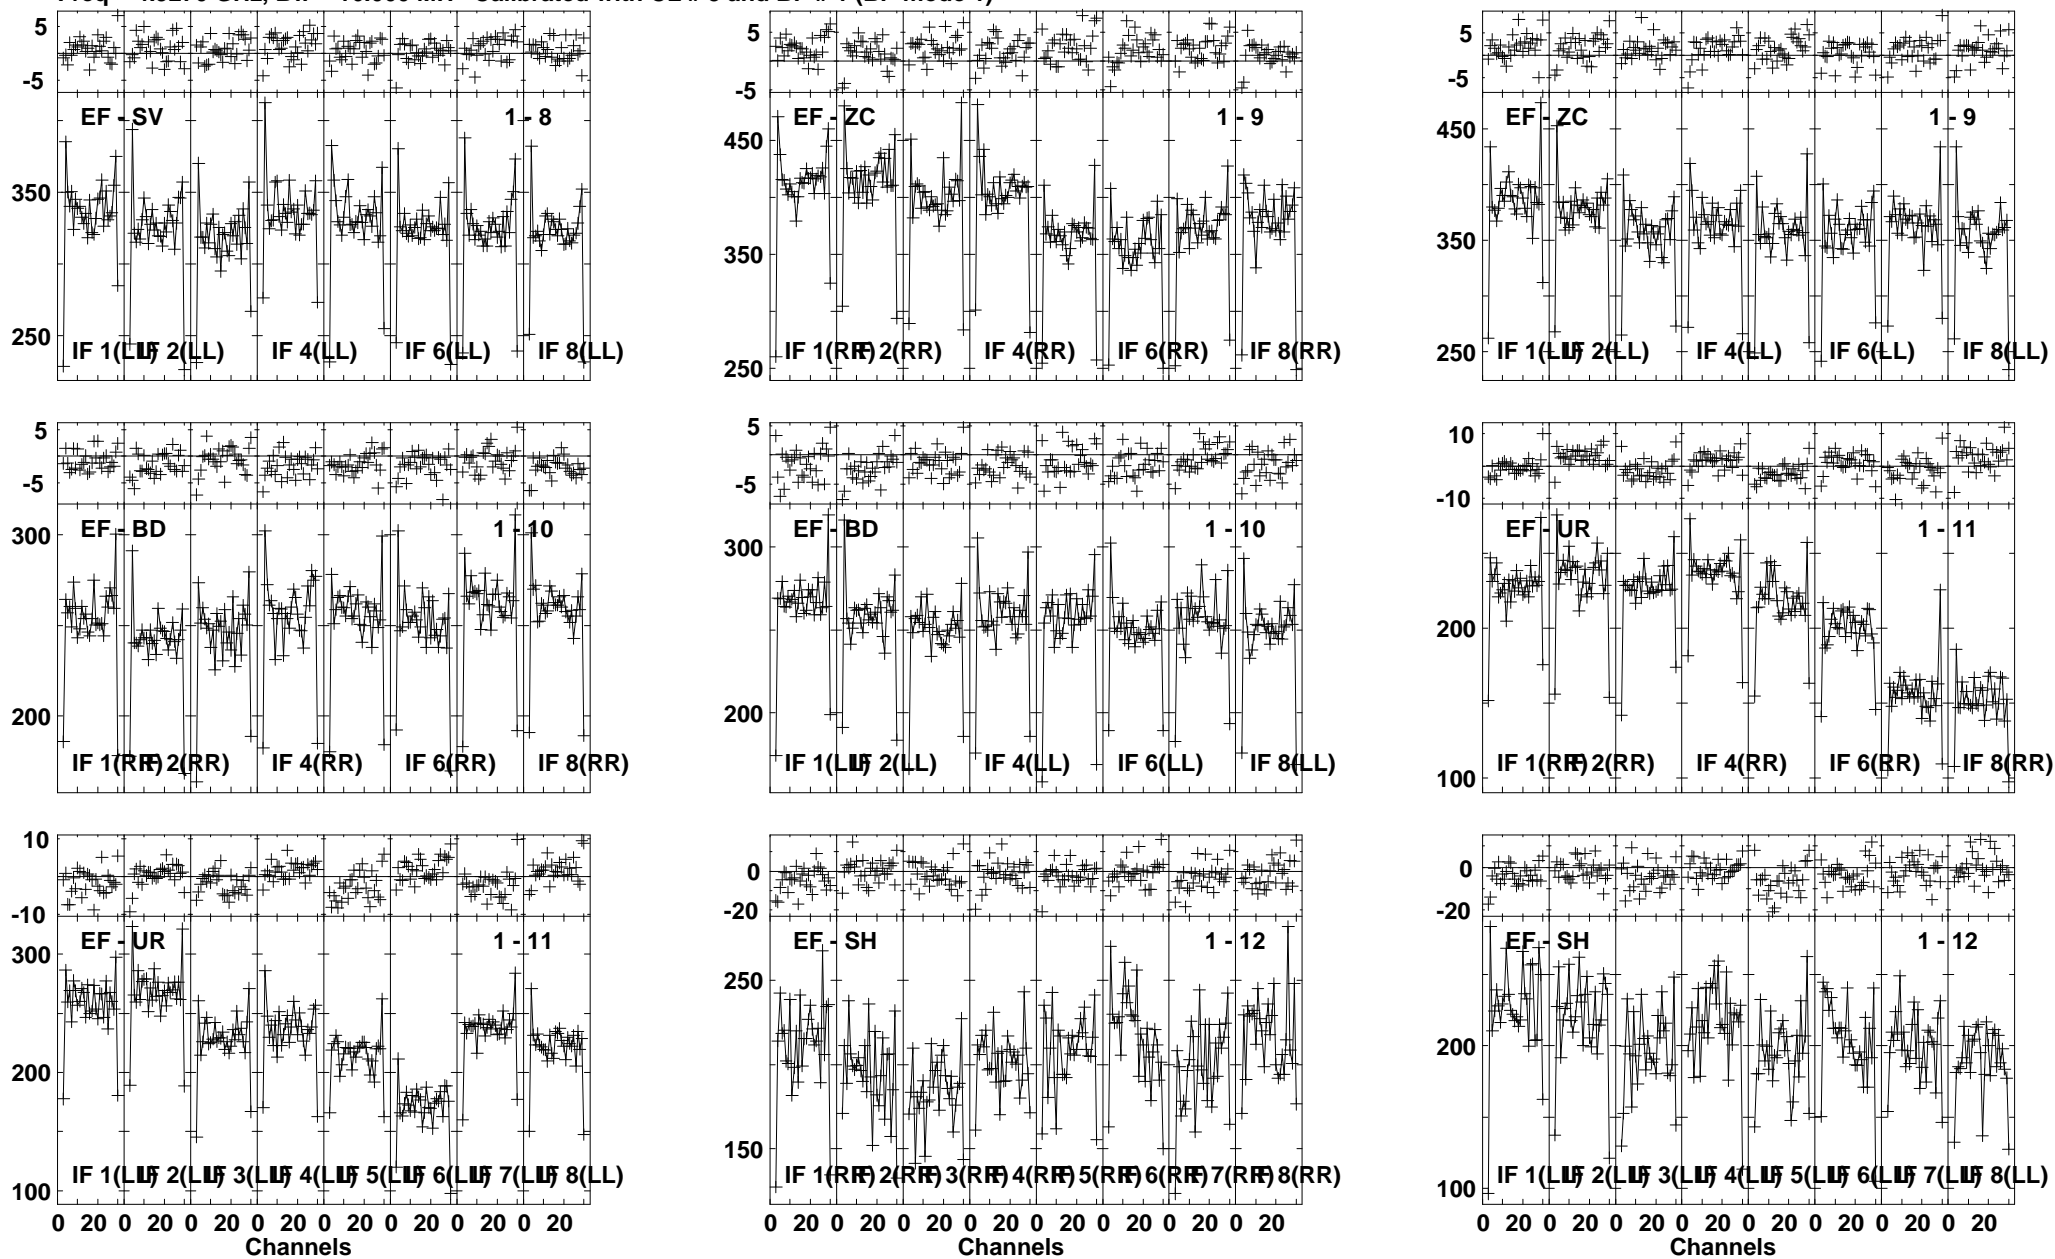 5
-5
EF - SV
1 - 8
350
250
IF 1(LL)
IF 2(LL)
IF 4(LL)
IF 6(LL)
IF 8(LL)
5
-5
EF - ZC
1 - 9
450
350
250
IF 1(RR)
IF 2(RR)
IF 4(RR)
IF 6(RR)
IF 8(RR)
5
-5
EF - ZC
1 - 9
450
350
250
IF 1(LL)
IF 2(LL)
IF 4(LL)
IF 6(LL)
IF 8(LL)
5
-5
EF - BD
1 - 10
300
200
IF 1(RR)
IF 2(RR)
IF 4(RR)
IF 6(RR)
IF 8(RR)
5
-5
EF - BD
1 - 10
300
200
IF 1(LL)
IF 2(LL)
IF 4(LL)
IF 6(LL)
IF 8(LL)
10
-10
EF - UR
1 - 11
200
100
IF 1(RR)
IF 2(RR)
IF 4(RR)
IF 6(RR)
IF 8(RR)
10
-10
EF - UR
1 - 11
300
200
100
IF 1(LL)
IF 2(LL)
IF 3(LL)
IF 4(LL)
IF 5(LL)
IF 6(LL)
IF 7(LL)
IF 8(LL)
0 20 0 20 0 20 0 20 0 20 0 20 0 20 0 20
Channels
0
-20
EF - SH
1 - 12
250
150
IF 1(RR)
IF 2(RR)
IF 3(RR)
IF 4(RR)
IF 5(RR)
IF 6(RR)
IF 7(RR)
IF 8(RR)
0 20 0 20 0 20 0 20 0 20 0 20 0 20 0 20
Channels
0
-20
EF - SH
1 - 12
200
100
IF 1(LL)
IF 2(LL)
IF 3(LL)
IF 4(LL)
IF 5(LL)
IF 6(LL)
IF 7(LL)
IF 8(LL)
0 20 0 20 0 20 0 20 0 20 0 20 0 20 0 20
Channels